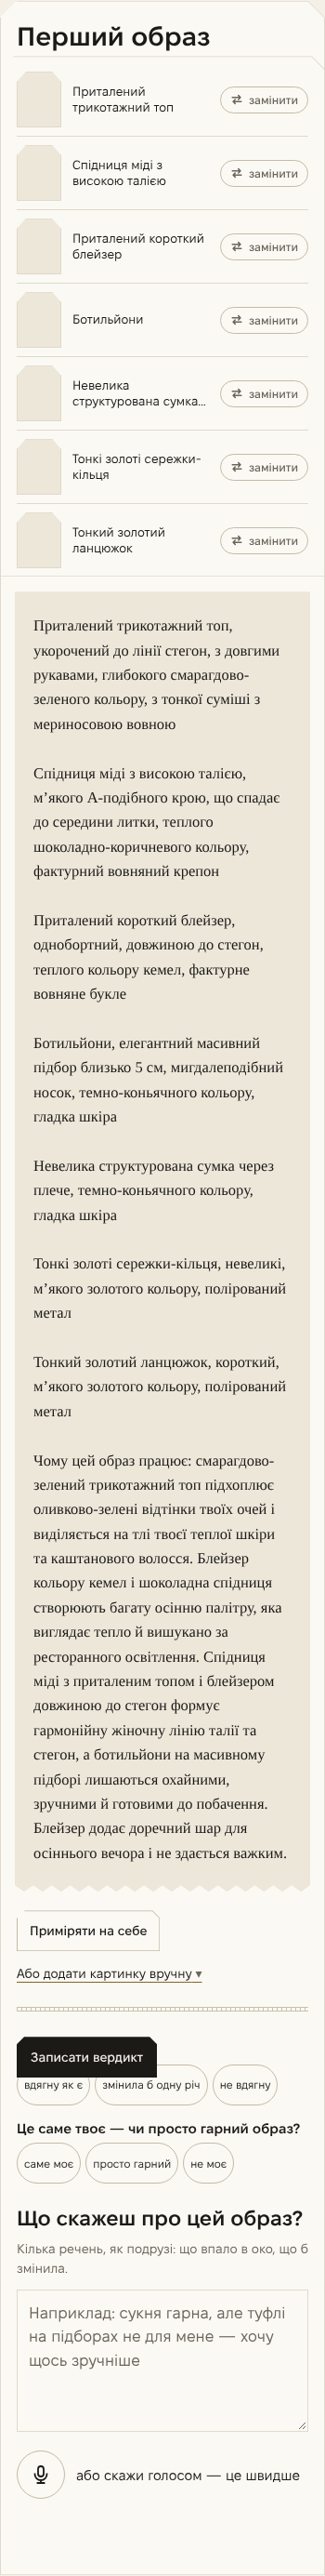 Перший образ
Приталений
трикотажний топ
замінити
Спідниця міді з
високою талією
замінити
Приталений короткий
блейзер
замінити
Ботильйони
замінити
Невелика
структурована сумка...
замінити
Тонкі золоті сережки-
кільця
замінити
Тонкий золотий
ланцюжок
замінити
Приталений трикотажний топ,
укорочений до лінії стегон, з довгими
рукавами, глибокого смарагдово-
зеленого кольору, з тонкої суміші з
мериносовою вовною
Спідниця міді з високою талією,
м’якого А-подібного крою, що спадає
до середини литки, теплого
шоколадно-коричневого кольору,
фактурний вовняний крепон
Приталений короткий блейзер,
однобортний, довжиною до стегон,
теплого кольору кемел, фактурне
вовняне букле
Ботильйони, елегантний масивний
підбор близько 5 см, мигдалеподібний
носок, темно-коньячного кольору,
гладка шкіра
Невелика структурована сумка через
плече, темно-коньячного кольору,
гладка шкіра
Тонкі золоті сережки-кільця, невеликі,
м’якого золотого кольору, полірований
метал
Тонкий золотий ланцюжок, короткий,
м’якого золотого кольору, полірований
метал
Чому цей образ працює: смарагдово-
зелений трикотажний топ підхоплює
оливково-зелені відтінки твоїх очей і
виділяється на тлі твоєї теплої шкіри
та каштанового волосся. Блейзер
кольору кемел і шоколадна спідниця
створюють багату осінню палітру, яка
виглядає тепло й вишукано за
ресторанного освітлення. Спідниця
міді з приталеним топом і блейзером
довжиною до стегон формує
гармонійну жіночну лінію талії та
стегон, а ботильйони на масивному
підборі лишаються охайними,
зручними й готовими до побачення.
Блейзер додає доречний шар для
осіннього вечора і не здається важким.
Приміряти на себе
Або додати картинку вручну ▾
Записати вердикт
вдягну як є
змінила б одну річ
не вдягну
Це саме твоє — чи просто гарний образ?
саме моє
просто гарний
не моє
Що скажеш про цей образ?
Кілька речень, як подрузі: що впало в око, що б
змінила.
Наприклад: сукня гарна, але туфлі
на підборах не для мене — хочу
щось зручніше
або скажи голосом — це швидше